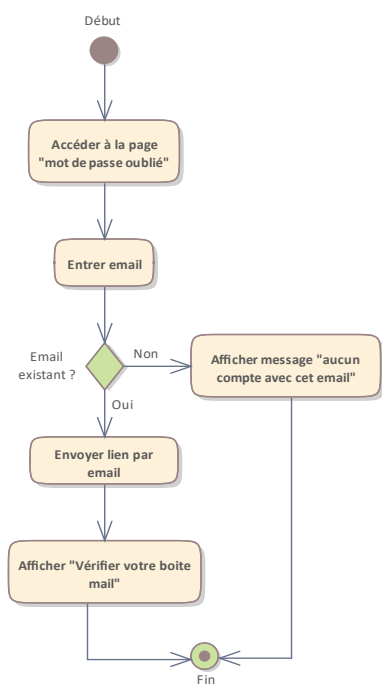 Début
Accéder à la page
"mot de passe oublié"
Entrer email
Email
existant ?
Non
Afficher message "aucun
compte avec cet email"
Oui
Envoyer lien par
email
Afficher "Vérifier votre boite
mail"
Fin